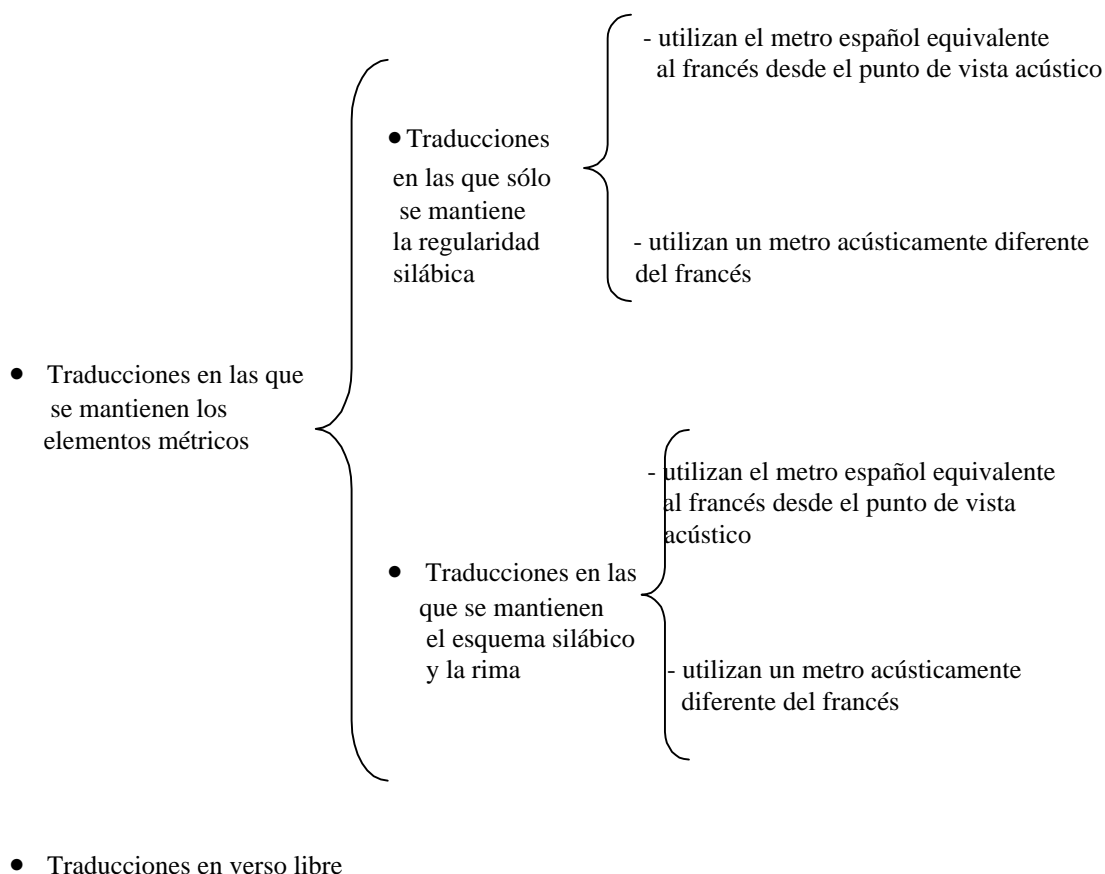 - utilizan el metro español equivalente
al francés desde el punto de vista acústico
• Traducciones
en las que sólo
se mantiene
la regularidad
silábica
- utilizan un metro acústicamente diferente
del francés
• Traducciones en las que
se mantienen los
elementos métricos
- utilizan el metro español equivalente
al francés desde el punto de vista
acústico
• Traducciones en las
que se mantienen
el esquema silábico
y la rima
- utilizan un metro acústicamente
diferente del francés
• Traducciones en verso libre